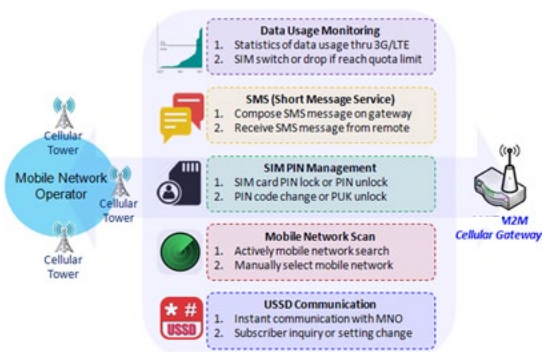 Data Usage Monitoring
1. Statistics of data usage thru 3G/LTE
2. SIM switch or drop if reach quota limit
SMS (Short Message Service)
1. Compose SMS message on gateway
2. Receive SMS message from remote
SIM PIN Management
1. SIM card PIN lock or PIN unlock
2. PIN code change or PUK unlock
Mobile Network Scan
1. Actively mobile network search
2. Manually select mobile network
* #
USSD
USSD Communication
1. Instant communication with MNO
2. Subscriber inquiry or setting change
Cellular
Tower
Mobile Network
Operator
Cellular
Tower
Cellular
Tower
M2M
Cellular Gateway